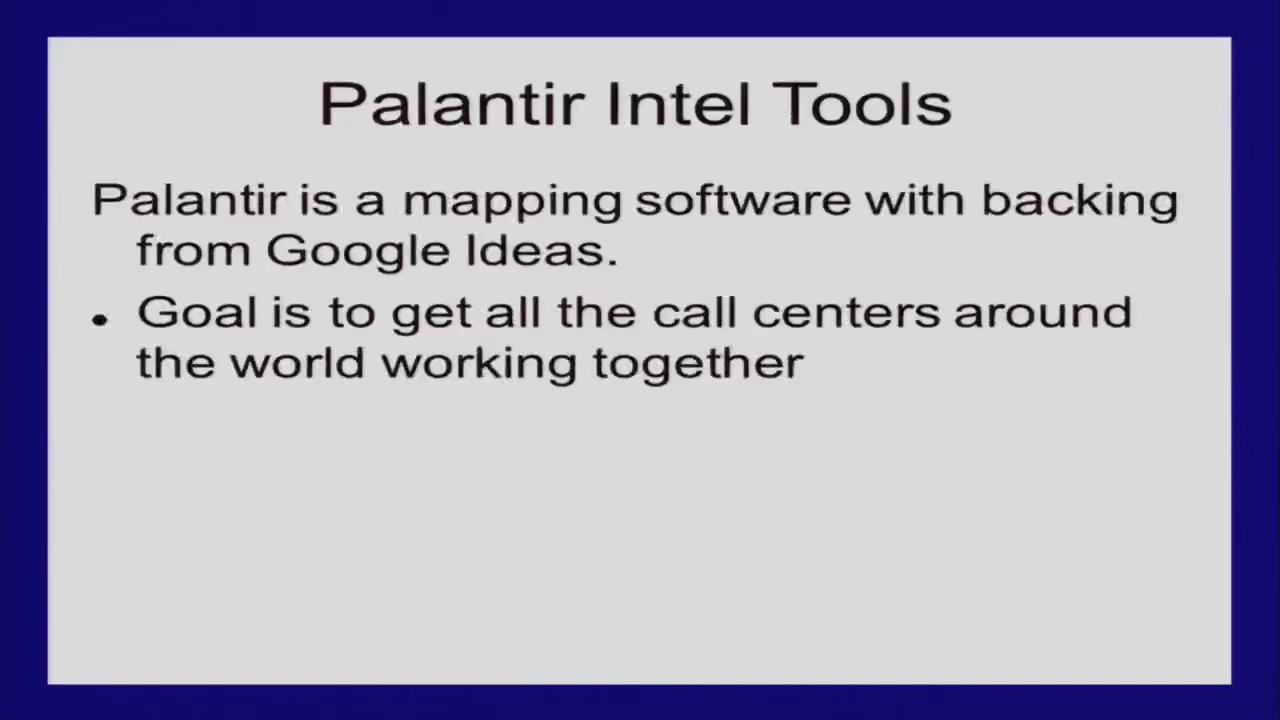 Palantir Intel Tools
Palantir is a mapping software with backing
from Google Ideas.
• Goal is to get all the call centers around
the world working together